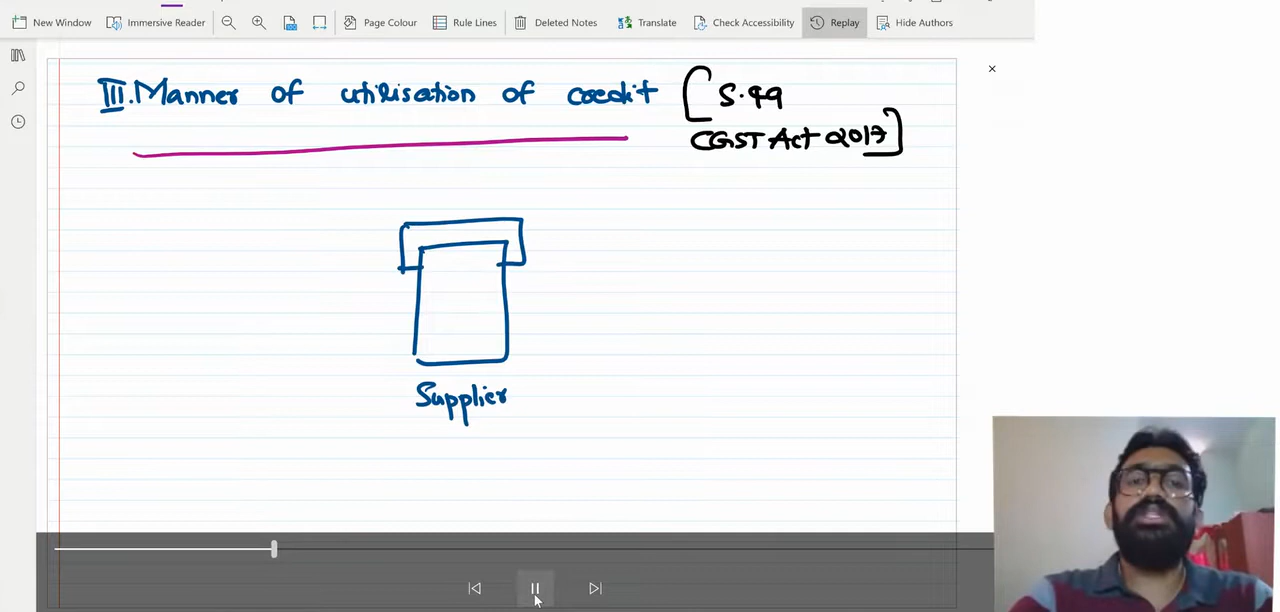 New Window Immersive Reader Page Colour Rule Lines Deleted Notes Translate Check Accessibility Replay Hide Authors
III. Manner of utilisation of credit [S.49
CGST Act 2017]
Supplier